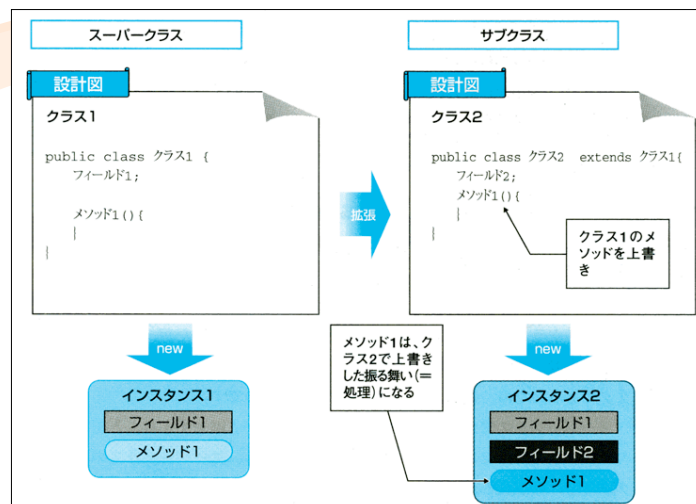 スーパークラス
サブクラス
設計図
クラス1
public class クラス1 {
フィールド1;
メソッド1(){
|
|
拡張
設計図
クラス2
public class クラス2 extends クラス1{
フィールド2;
メソッド1(){
|
|
クラス1のメ
ソッドを上書
き
new
メソッド1は、ク
ラス2で上書き
した振る舞い(=
処理)になる
new
インスタンス1
フィールド1
メソッド1
インスタンス2
フィールド1
フィールド2
メソッド1